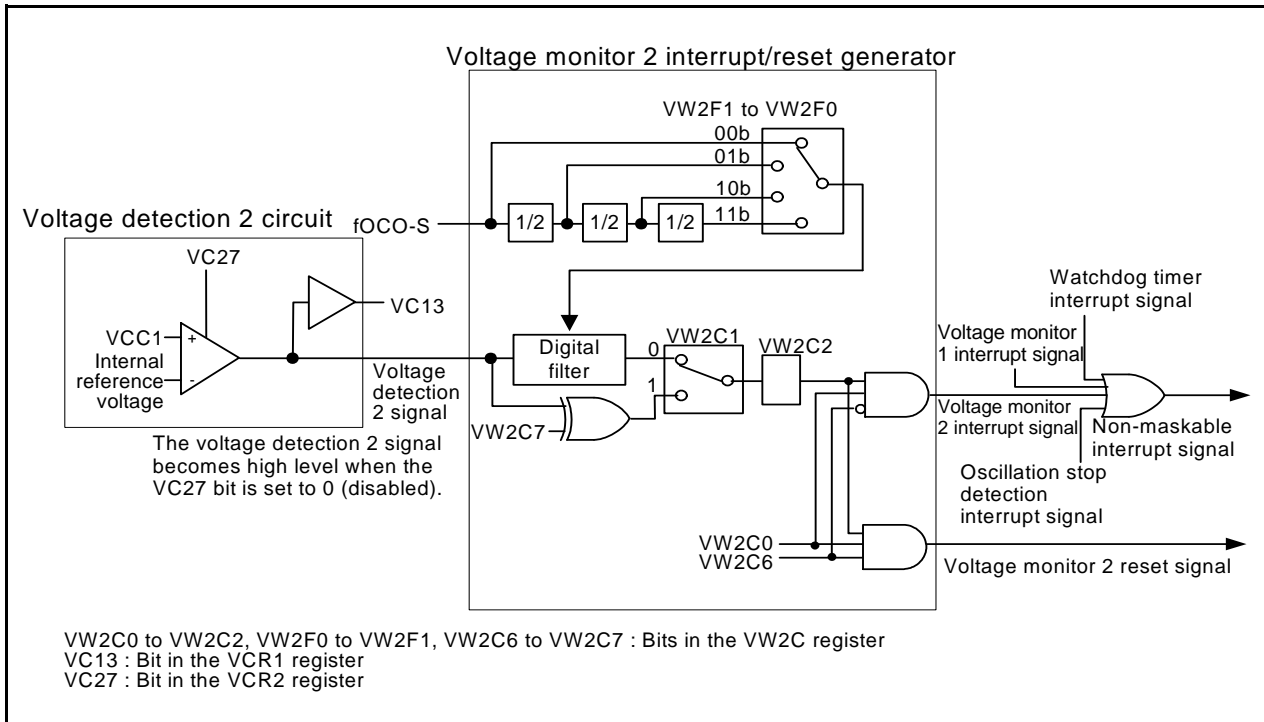 Voltage monitor 2 interrupt/reset generator
VW2F1 to VW2F0
00b
01b
10b
11b
Voltage detection 2 circuit
fOCO-S
1/2
1/2
1/2
VC27
VC13
VCC1
+
Internal
reference
voltage
-
Voltage
detection
2 signal
The voltage detection 2 signal
becomes high level when the
VC27 bit is set to 0 (disabled).
Digital
filter
0
VW2C1
1
VW2C2
VW2C7
Watchdog timer
interrupt signal
Voltage monitor
1 interrupt signal
Voltage monitor
2 interrupt signal
Non-maskable
interrupt signal
Oscillation stop
detection
interrupt signal
VW2C0
VW2C6
Voltage monitor 2 reset signal
VW2C0 to VW2C2, VW2F0 to VW2F1, VW2C6 to VW2C7 : Bits in the VW2C register
VC13 : Bit in the VCR1 register
VC27 : Bit in the VCR2 register